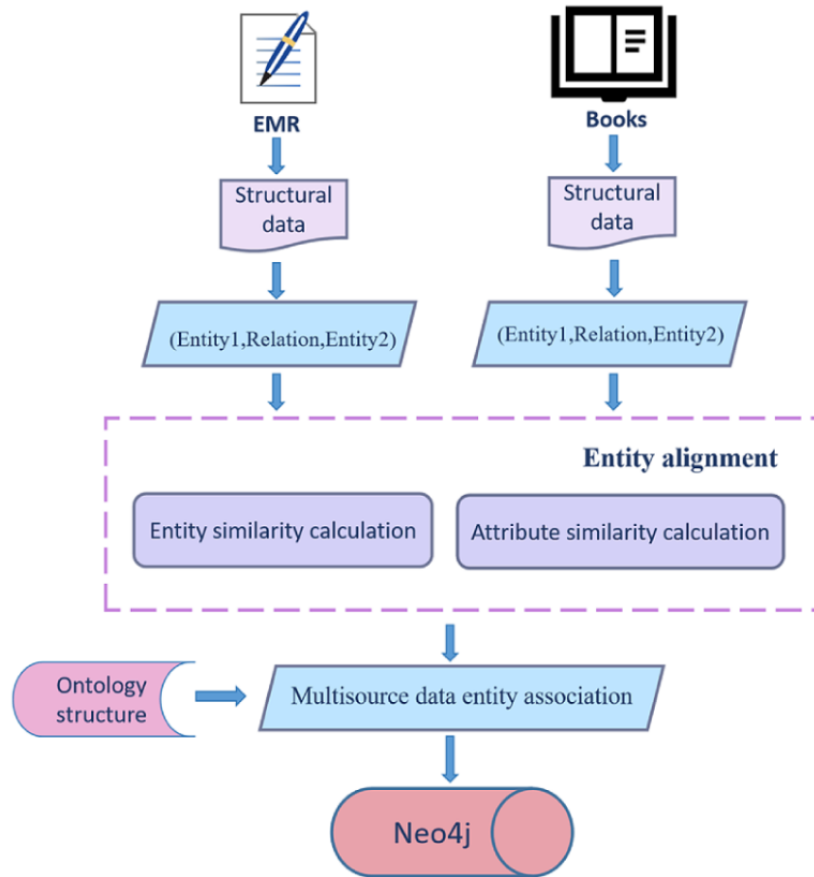 EMR
Books
Structural
data
Structural
data
(Entity1,Relation,Entity2)
(Entity1,Relation,Entity2)
Entity alignment
Entity similarity calculation
Attribute similarity calculation
Ontology
structure
Multisource data entity association
Neo4j